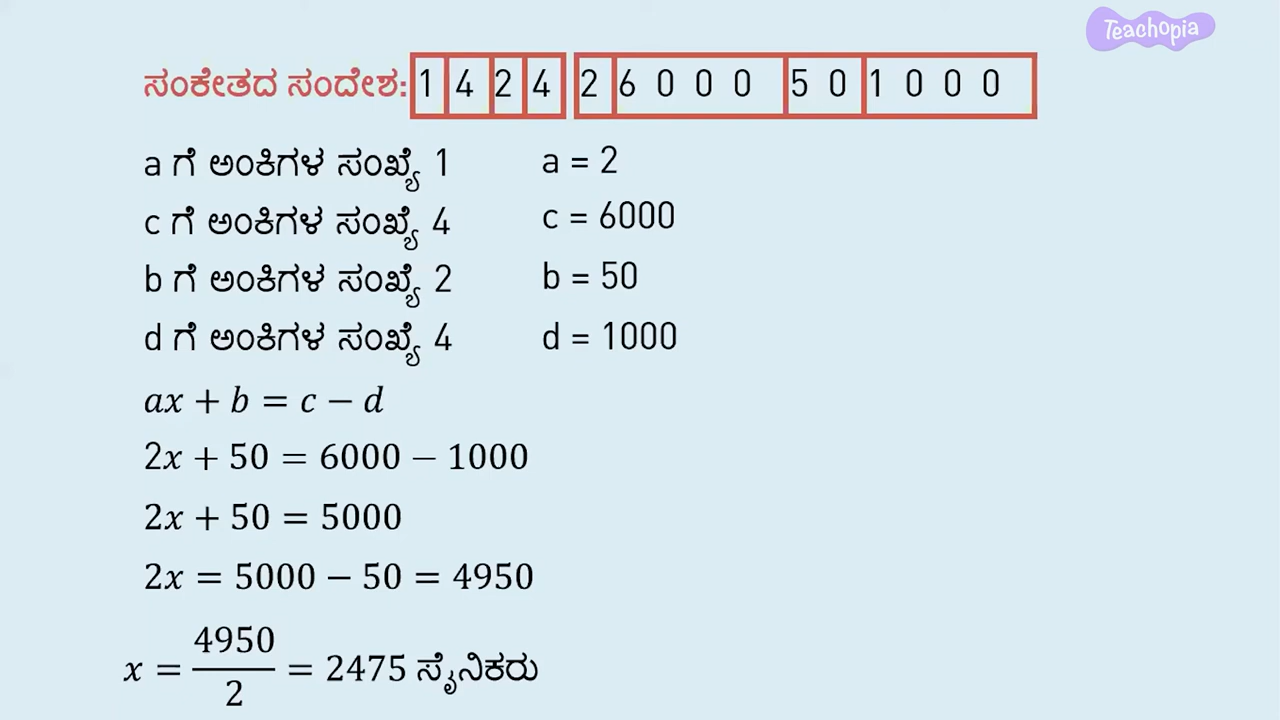 Teachopia
ಸಂಕೇತದ ಸಂದೇಶ: 1 4 2 4 2 6 0 0 0 5 0 1 0 0 0
a ಗೆ ಅಂಕಿಗಳ ಸಂಖ್ಯೆ 1 a = 2
c ಗೆ ಅಂಕಿಗಳ ಸಂಖ್ಯೆ 4 c = 6000
b ಗೆ ಅಂಕಿಗಳ ಸಂಖ್ಯೆ 2 b = 50
d ಗೆ ಅಂಕಿಗಳ ಸಂಖ್ಯೆ 4 d = 1000
ax + b = c − d
2x + 50 = 6000 − 1000
2x + 50 = 5000
2x = 5000 − 50 = 4950
x = 4950/2 = 2475 ಸೈನಿಕರು